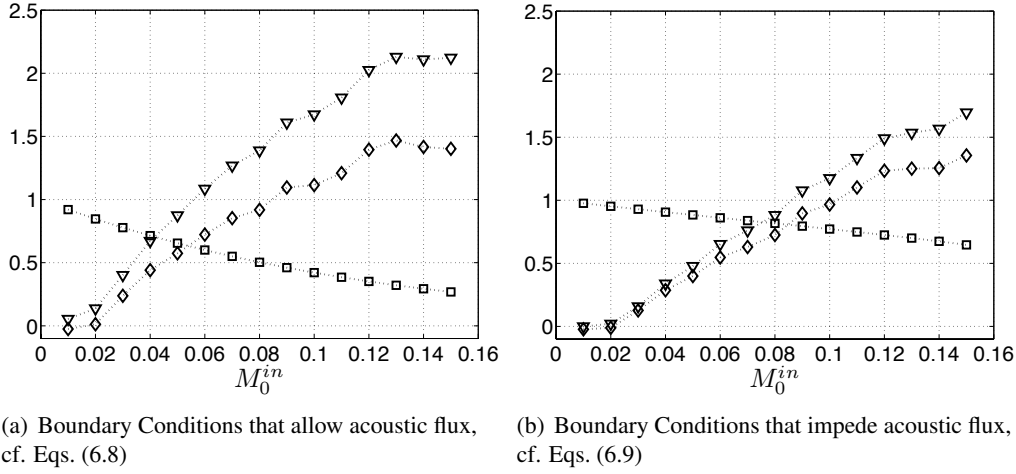 2.5
2
1.5
1
0.5
0
0 0.02 0.04 0.06 0.08 0.1 0.12 0.14 0.16
M_0^{in}
(a) Boundary Conditions that allow acoustic flux,
cf. Eqs. (6.8)
2.5
2
1.5
1
0.5
0
0 0.02 0.04 0.06 0.08 0.1 0.12 0.14 0.16
M_0^{in}
(b) Boundary Conditions that impede acoustic flux,
cf. Eqs. (6.9)